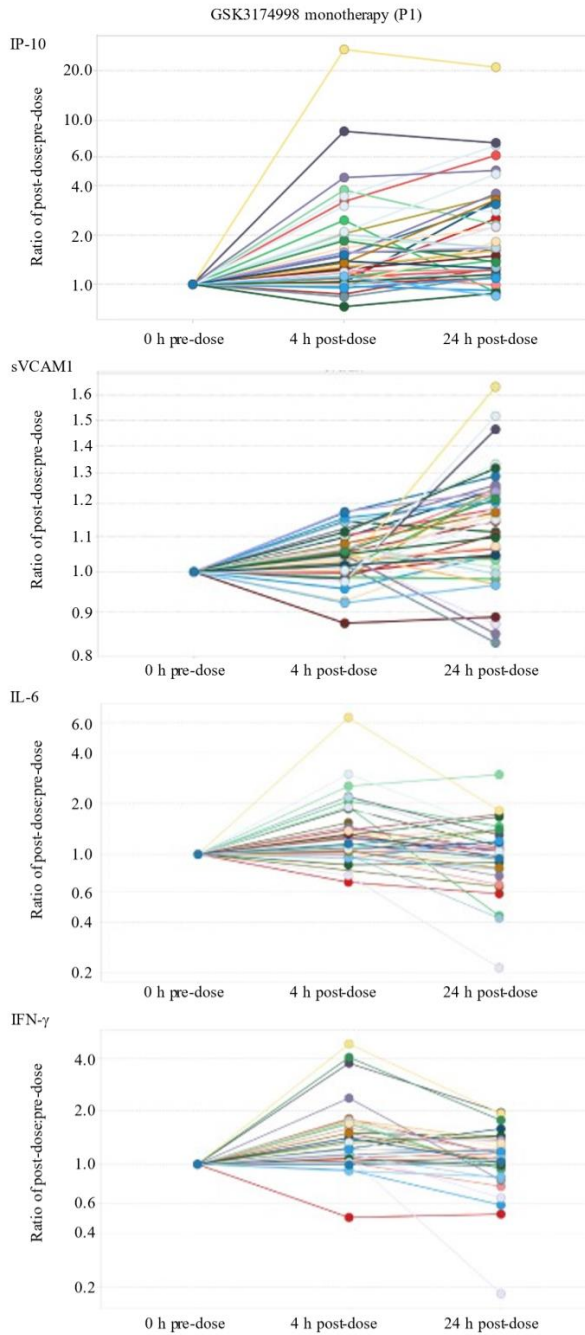 GSK3174998 monotherapy (P1)
IP-10
Ratio of post-dose:pre-dose
20.0
10.0
6.0
4.0
2.0
1.0
0 h pre-dose
4 h post-dose
24 h post-dose
sVCAM1
Ratio of post-dose:pre-dose
1.6
1.5
1.4
1.3
1.2
1.1
1.0
0.9
0.8
0 h pre-dose
4 h post-dose
24 h post-dose
IL-6
Ratio of post-dose:pre-dose
6.0
4.0
2.0
1.0
0.6
0.4
0.2
0 h pre-dose
4 h post-dose
24 h post-dose
IFN-γ
Ratio of post-dose:pre-dose
4.0
2.0
1.0
0.6
0.4
0.2
0 h pre-dose
4 h post-dose
24 h post-dose